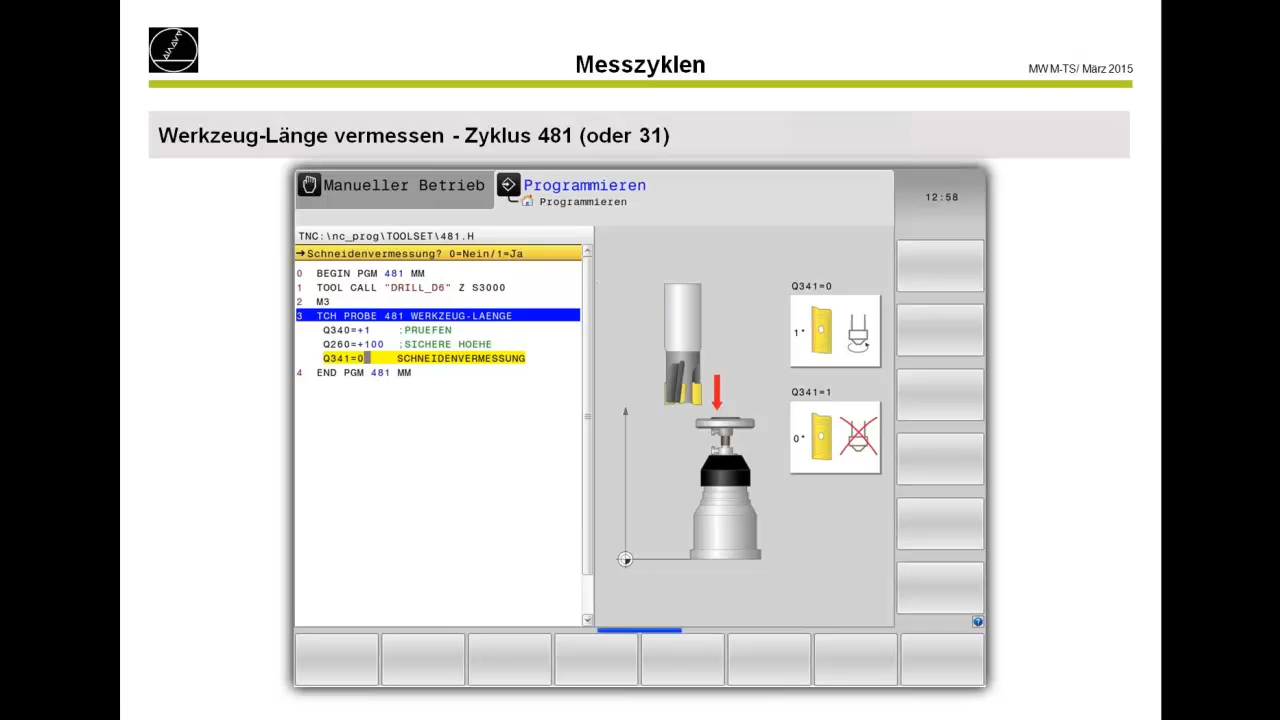 Messzyklen
MWM-TS/ März 2015
Werkzeug-Länge vermessen - Zyklus 481 (oder 31)
Manueller Betrieb
Programmieren
Programmieren
12:58
TNC:\nc_prog\TOOLSET\481.H
➔Schneidenvermessung? 0=Nein/1=Ja
0 BEGIN PGM 481 MM
1 TOOL CALL "DRILL_D6" Z S3000
2 M3
3 TCH PROBE 481 WERKZEUG-LAENGE
Q340=+1 ;PRUEFEN
Q260=+100 ;SICHERE HOEHE
Q341=0 SCHNEIDENVERMESSUNG
4 END PGM 481 MM
Q341=0
1*
Q341=1
0*